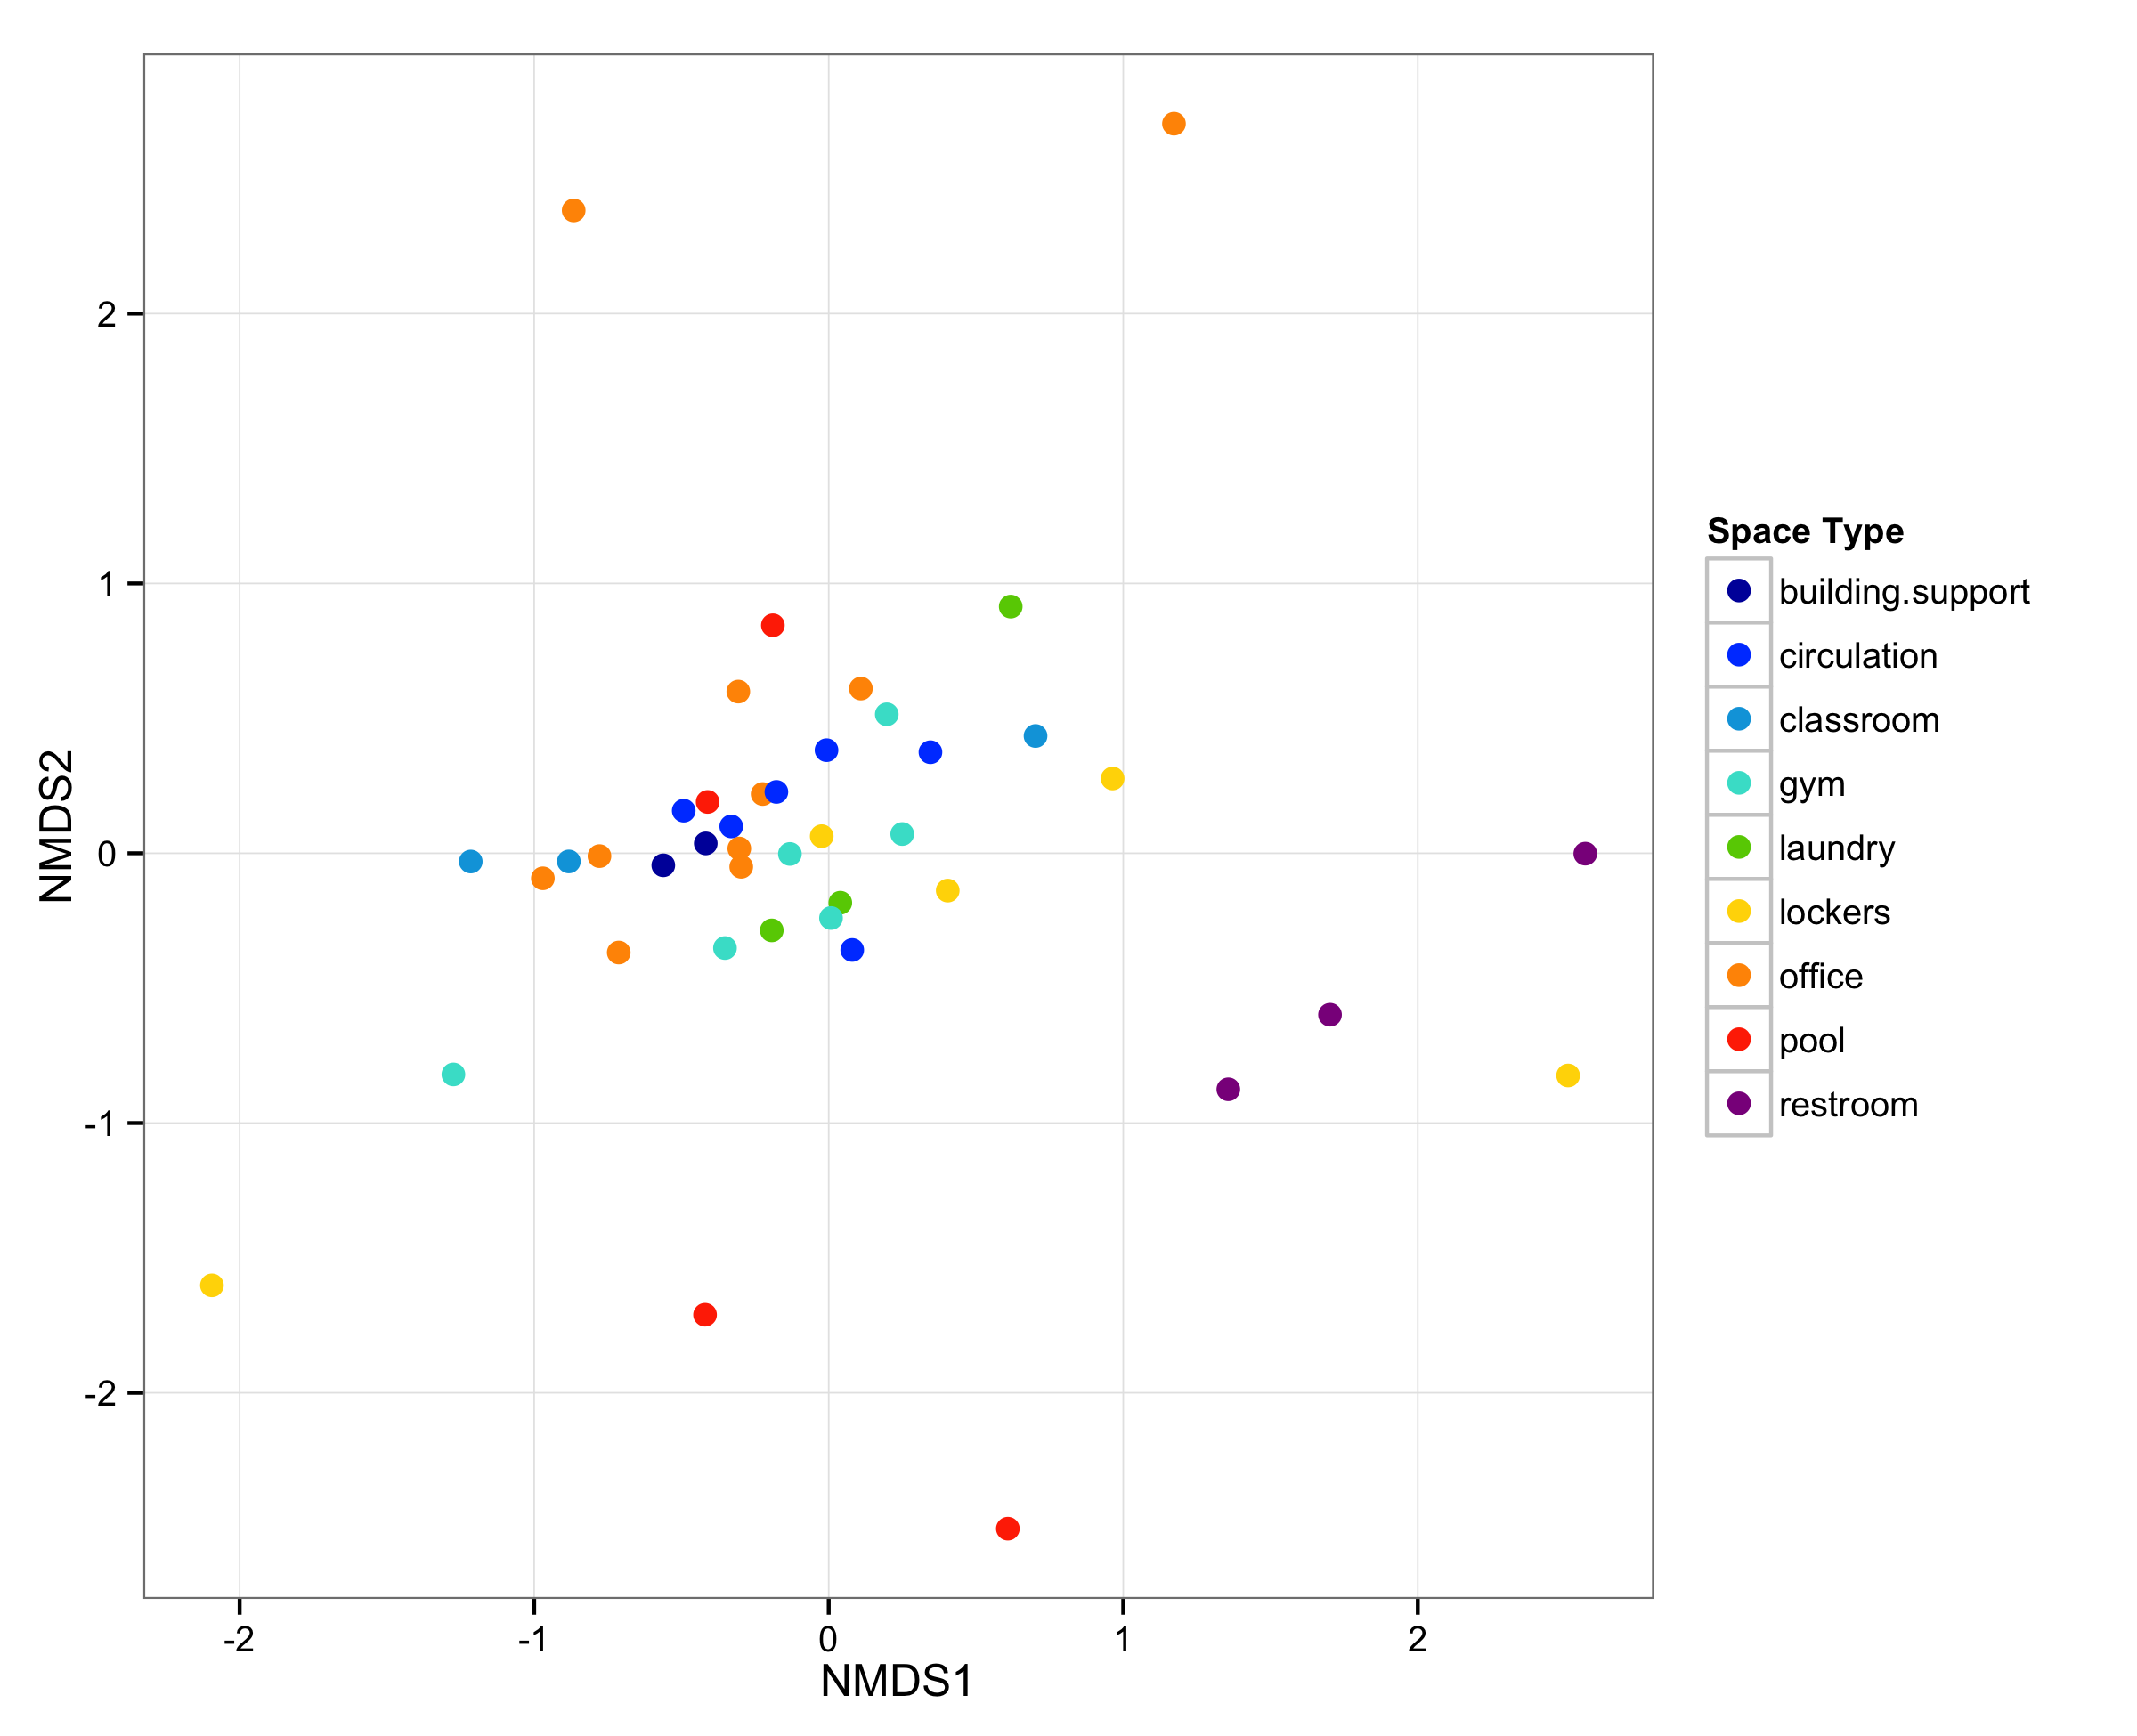 2
1
0
-1
-2
NMDS2
-2
-1
0
1
2
NMDS1
Space Type
building.support
circulation
classroom
gym
laundry
lockers
office
pool
restroom